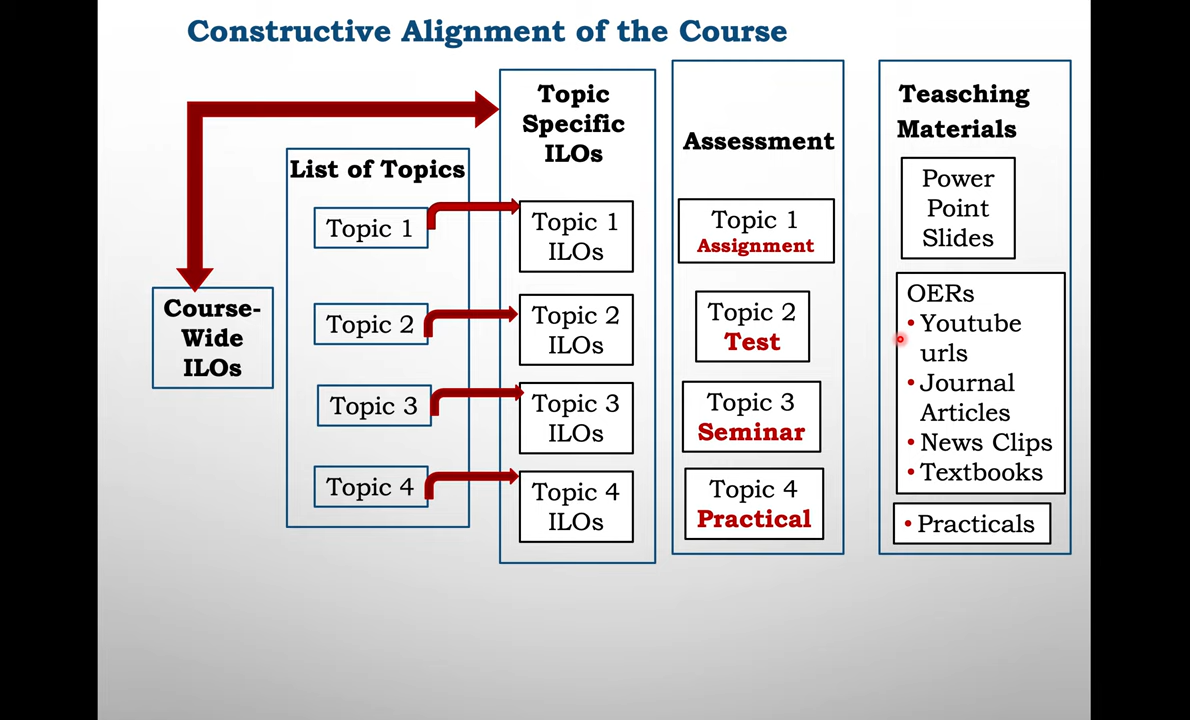 Constructive Alignment of the Course
Course-
Wide
ILOs
List of Topics
Topic 1
Topic 2
Topic 3
Topic 4
Topic
Specific
ILOs
Topic 1
ILOs
Topic 2
ILOs
Topic 3
ILOs
Topic 4
ILOs
Assessment
Topic 1
Assignment
Topic 2
Test
Topic 3
Seminar
Topic 4
Practical
Teasching
Materials
Power
Point
Slides
OERs
• Youtube
urls
• Journal
Articles
• News Clips
• Textbooks
• Practicals